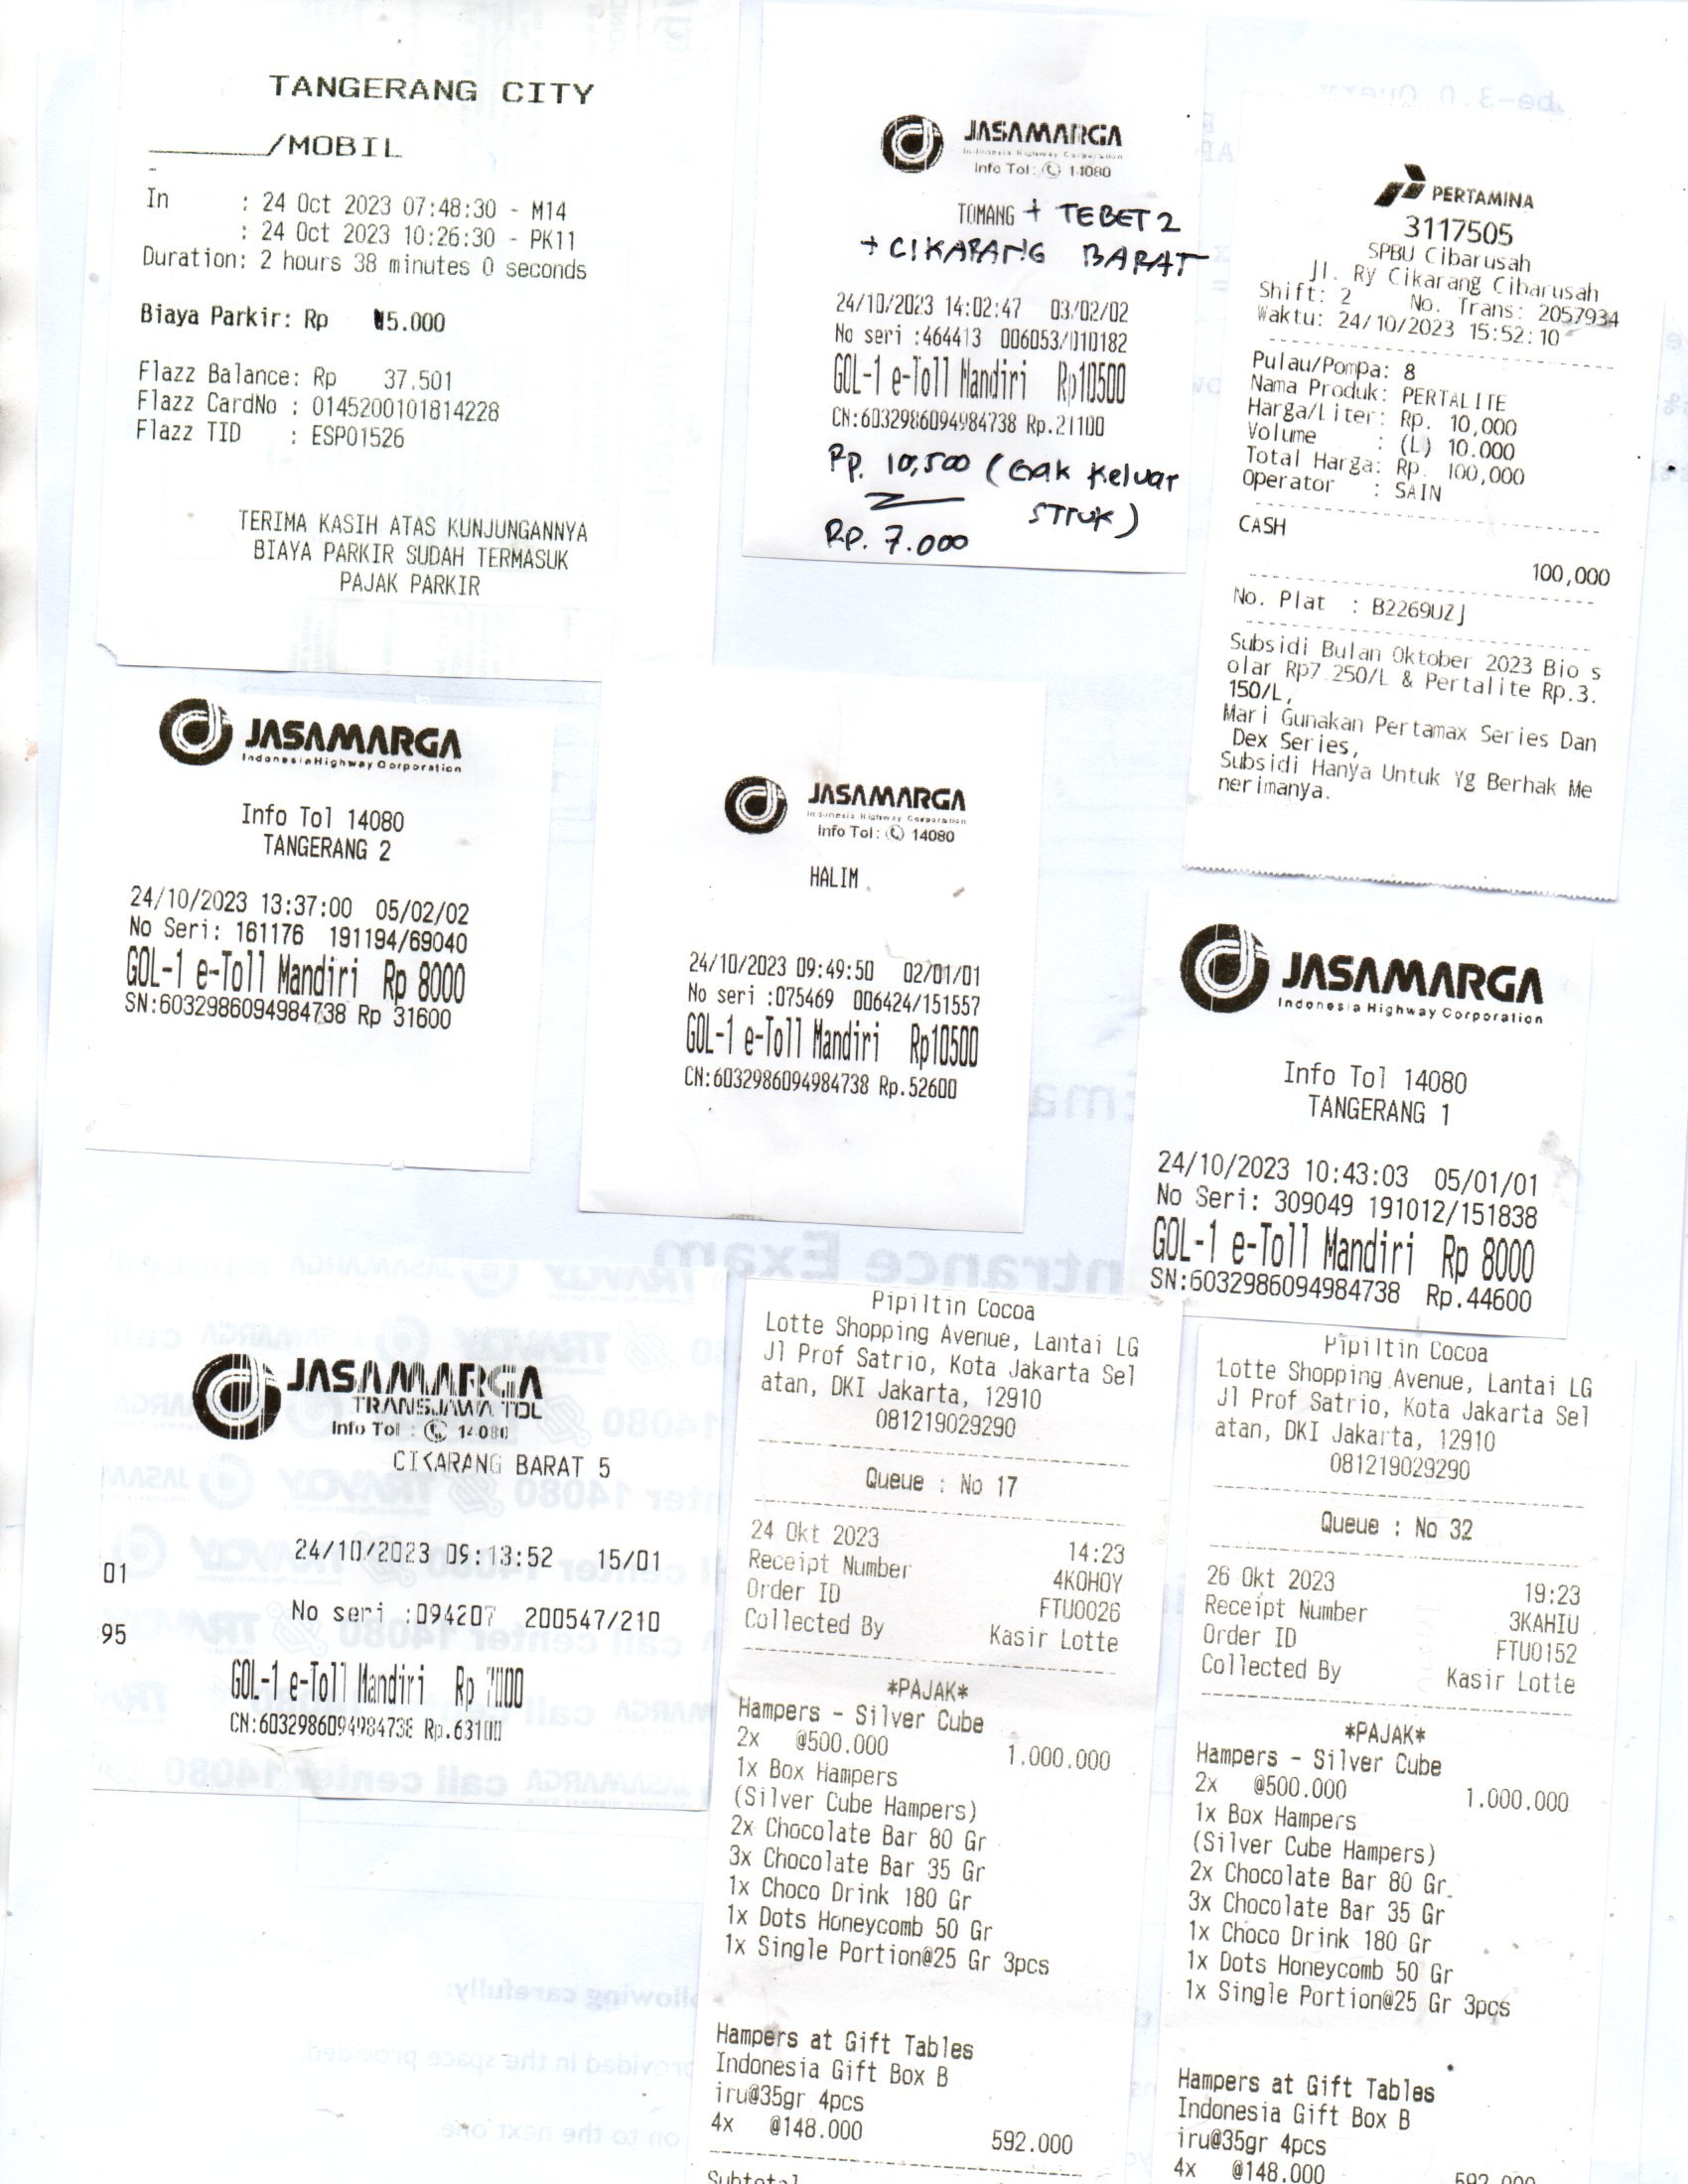 TANGERANG CITY
/MOBIL
In : 24 Oct 2023 07:48:30 - M14
: 24 Oct 2023 10:26:30 - PK11
Duration: 2 hours 38 minutes 0 seconds
Biaya Parkir: Rp 5.000
Flazz Balance: Rp 37.501
Flazz CardNo : 0145200101814228
Flazz TID : ESP01526
TERIMA KASIH ATAS KUNJUNGANNYA
BIAYA PARKIR SUDAH TERMASUK
PAJAK PARKIR
JASAMARGA
Indonesia Highway Corporation
Info Tol: 14080
TOMANG + TEBET 2
+ CIKARANG BARAT
24/10/2023 14:02:47 03/02/02
No seri :464413 006053/010182
GOL-1 e-Toll Mandiri Rp10500
CN:6032986094984738 Rp.21100
Rp. 10,500 (Gak Keluar
STruk)
Rp. 7.000
PERTAMINA
3117505
SPBU Cibarusah
Jl. Ry Cikarang Cibarusah
Shift: 2 No. Trans: 2057934
Waktu: 24/10/2023 15:52:10
Pulau/Pompa: 8
Nama Produk: PERTALITE
Harga/Liter: Rp. 10,000
Volume : (L) 10.000
Total Harga: Rp. 100,000
Operator : SAIN
CASH
100,000
No. Plat : B2269UZJ
Subsidi Bulan Oktober 2023 Bio s
olar Rp7.250/L & Pertalite Rp.3.
150/L,
Mari Gunakan Pertamax Series Dan
Dex Series,
Subsidi Hanya Untuk Yg Berhak Me
nerimanya.
JASAMARGA
Indonesia Highway Corporation
Info Tol 14080
TANGERANG 2
24/10/2023 13:37:00 05/02/02
No Seri: 161176 191194/69040
GOL-1 e-Toll Mandiri Rp 8000
SN:6032986094984738 Rp 31600
JASAMARGA
Indonesia Highway Corporation
Info Tol: 14080
HALIM
24/10/2023 09:49:50 02/01/01
No seri :075469 006424/151557
GOL-1 e-Toll Mandiri Rp10500
CN:6032986094984738 Rp.52600
JASAMARGA
Indonesia Highway Corporation
Info Tol 14080
TANGERANG 1
24/10/2023 10:43:03 05/01/01
No Seri: 309049 191012/151838
GOL-1 e-Toll Mandiri Rp 8000
SN:6032986094984738 Rp.44600
JASAMARGA
TRANSJAWA TOL
Info Tol : 14080
CIKARANG BARAT 5
24/10/2023 09:13:52 15/01
01
No seri :094207 200547/210
95
GOL-1 e-Toll Mandiri Rp 7000
CN:6032986094984738 Rp.63100
Pipiltin Cocoa
Lotte Shopping Avenue, Lantai LG
Jl Prof Satrio, Kota Jakarta Sel
atan, DKI Jakarta, 12910
081219029290
Queue : No 17
24 Okt 2023 14:23
Receipt Number 4KOHOY
Order ID FTU0026
Collected By Kasir Lotte
*PAJAK*
Hampers - Silver Cube
2x @500.000 1.000.000
1x Box Hampers
(Silver Cube Hampers)
2x Chocolate Bar 80 Gr
3x Chocolate Bar 35 Gr
1x Choco Drink 180 Gr
1x Dots Honeycomb 50 Gr
1x Single Portion@25 Gr 3pcs
Hampers at Gift Tables
Indonesia Gift Box B
iru@35gr 4pcs
4x @148.000 592.000
Subtotal
Pipiltin Cocoa
Lotte Shopping Avenue, Lantai LG
Jl Prof Satrio, Kota Jakarta Sel
atan, DKI Jakarta, 12910
081219029290
Queue : No 32
26 Okt 2023 19:23
Receipt Number 3KAHIU
Order ID FTU0152
Collected By Kasir Lotte
*PAJAK*
Hampers - Silver Cube
2x @500.000 1.000.000
1x Box Hampers
(Silver Cube Hampers)
2x Chocolate Bar 80 Gr
3x Chocolate Bar 35 Gr
1x Choco Drink 180 Gr
1x Dots Honeycomb 50 Gr
1x Single Portion@25 Gr 3pcs
Hampers at Gift Tables
Indonesia Gift Box B
iru@35gr 4pcs
4x @148.000 592.000